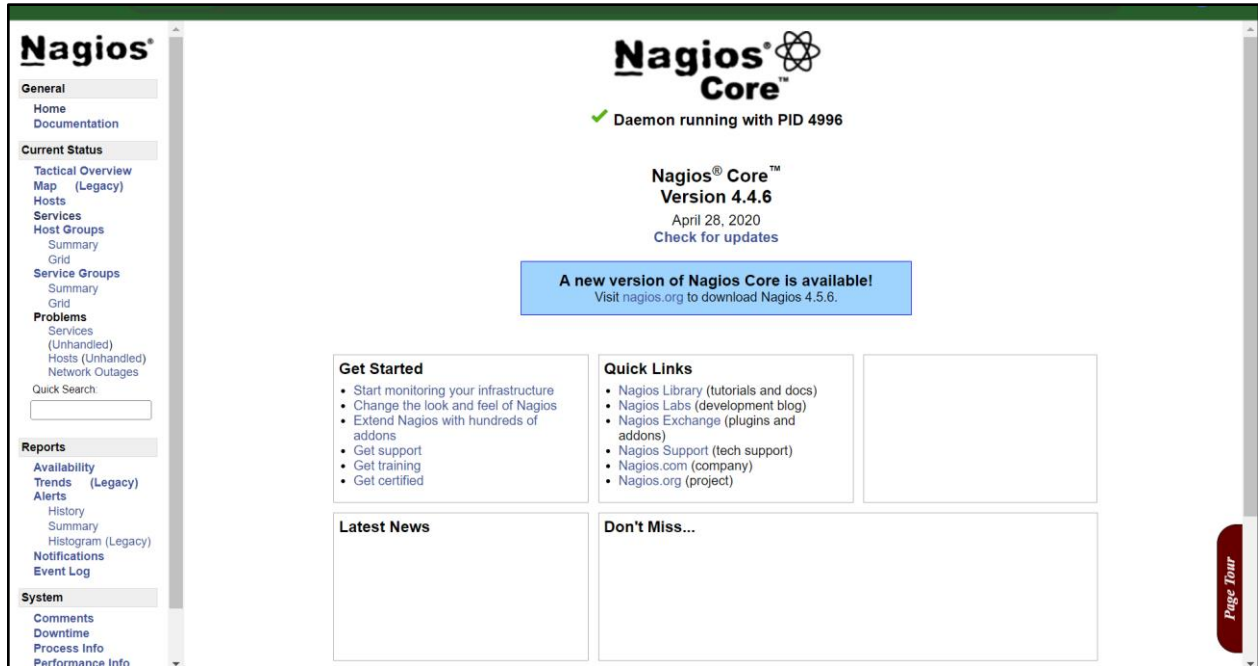 Nagios®
General
Home
Documentation
Current Status
Tactical Overview
Map (Legacy)
Hosts
Services
Host Groups
Summary
Grid
Service Groups
Summary
Grid
Problems
Services
(Unhandled)
Hosts (Unhandled)
Network Outages
Quick Search:
Reports
Availability
Trends (Legacy)
Alerts
History
Summary
Histogram (Legacy)
Notifications
Event Log
System
Comments
Downtime
Process Info
Performance Info
Nagios®
Core™
Daemon running with PID 4996
Nagios® Core™
Version 4.4.6
April 28, 2020
Check for updates
A new version of Nagios Core is available!
Visit nagios.org to download Nagios 4.5.6.
Get Started
• Start monitoring your infrastructure
• Change the look and feel of Nagios
• Extend Nagios with hundreds of
addons
• Get support
• Get training
• Get certified
Quick Links
• Nagios Library (tutorials and docs)
• Nagios Labs (development blog)
• Nagios Exchange (plugins and
addons)
• Nagios Support (tech support)
• Nagios.com (company)
• Nagios.org (project)
Latest News
Don't Miss...
Page Tour